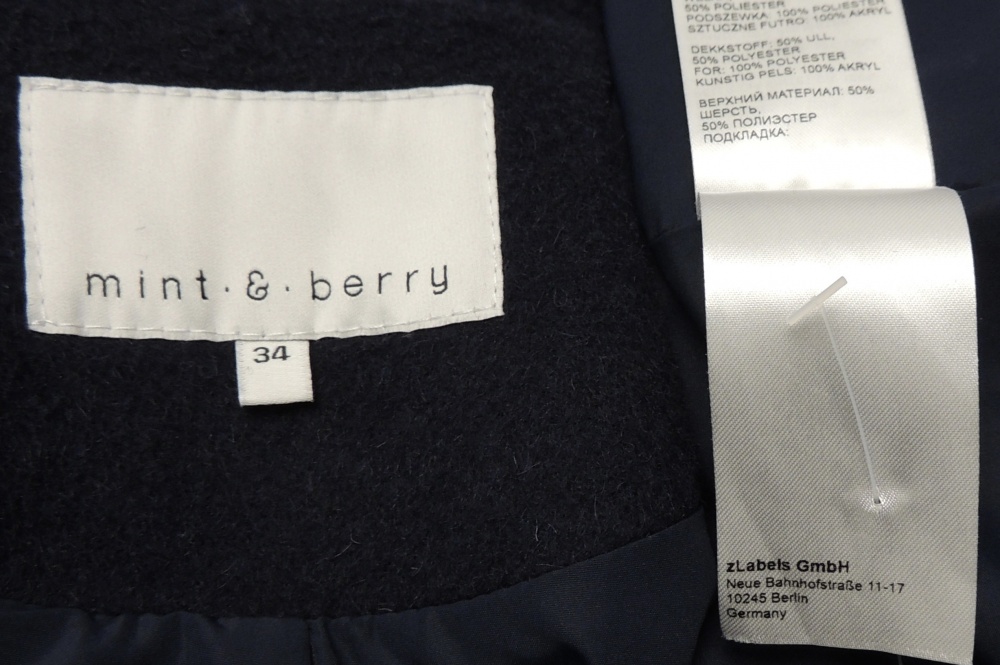 mint · & · berry
34
50% POLIESTER
PODSZEWKA: 100% POLIESTER
SZTUCZNE FUTRO: 100% AKRYL
DEKKSTOFF: 50% ULL,
50% POLYESTER
FOR: 100% POLYESTER
KUNSTIG PELS: 100% AKRYL
ВЕРХНИЙ МАТЕРИАЛ: 50%
ШЕРСТЬ,
50% ПОЛИЭСТЕР
ПОДКЛАДКА:
zLabels GmbH
Neue Bahnhofstraße 11-17
10245 Berlin
Germany